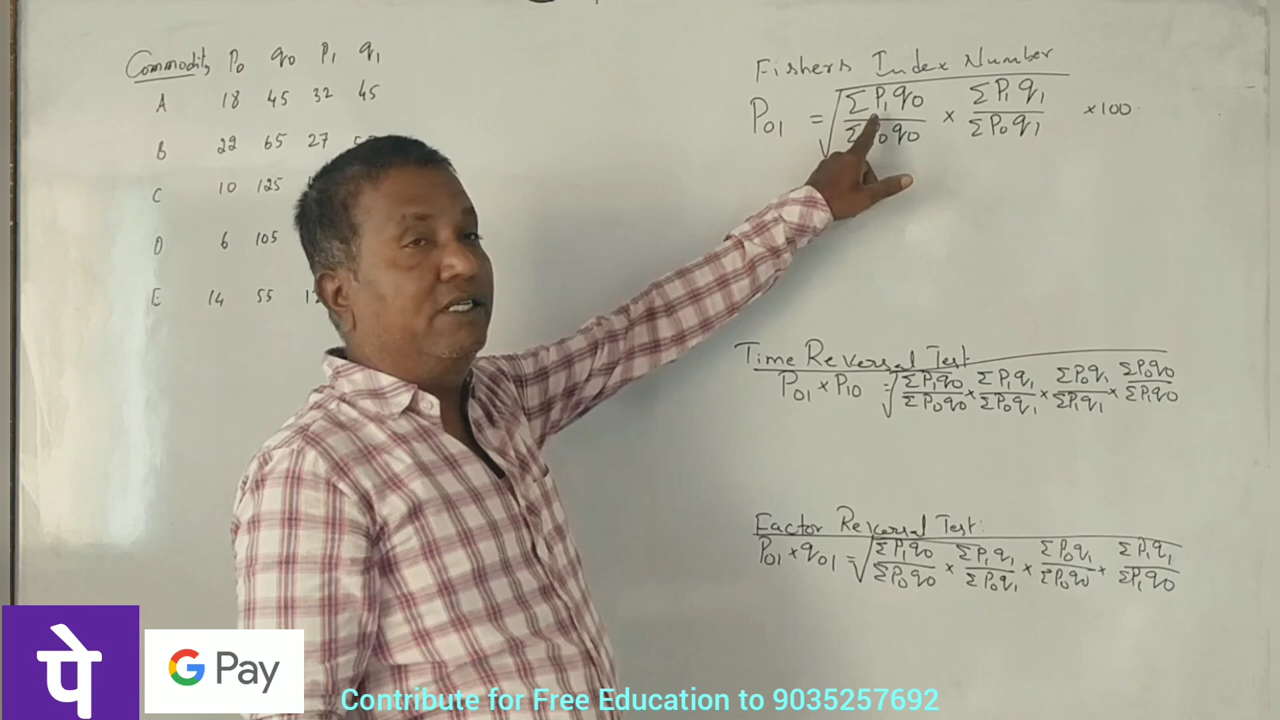 Commodity P₀ q₀ P₁ q₁
A 18 45 32 45
B 22 65 27
C 10 125
D 6 105
E 14 55
Fishers Index Number
P₀₁ = √ ΣP₁q₀/ΣP₀q₀ × ΣP₁q₁/ΣP₀q₁ ×100
Time Reversal Test
P₀₁ × P₁₀ = √ ΣP₁q₀/ΣP₀q₀ × ΣP₁q₁/ΣP₀q₁ × ΣP₀q₁/ΣP₁q₁ × ΣP₀q₀/ΣP₁q₀
Factor Reversal Test:
P₀₁ × q₀₁ = √ ΣP₁q₀/ΣP₀q₀ × ΣP₁q₁/ΣP₀q₁ × ΣP₀q₁/ΣP₀q₀ × ΣP₁q₁/ΣP₁q₀
पे
G Pay
Contribute for Free Education to 9035257692